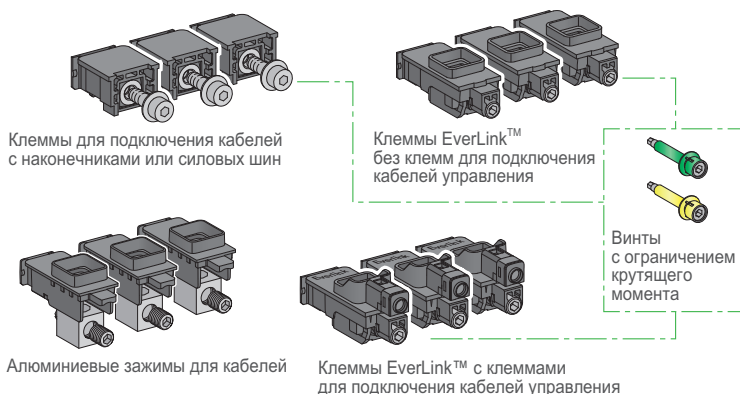 Клеммы для подключения кабелей
с наконечниками или силовых шин
Клеммы EverLink™
без клемм для подключения
кабелей управления
Винты
с ограничением
крутящего
момента
Алюминиевые зажимы для кабелей
Клеммы EverLink™ с клеммами
для подключения кабелей управления